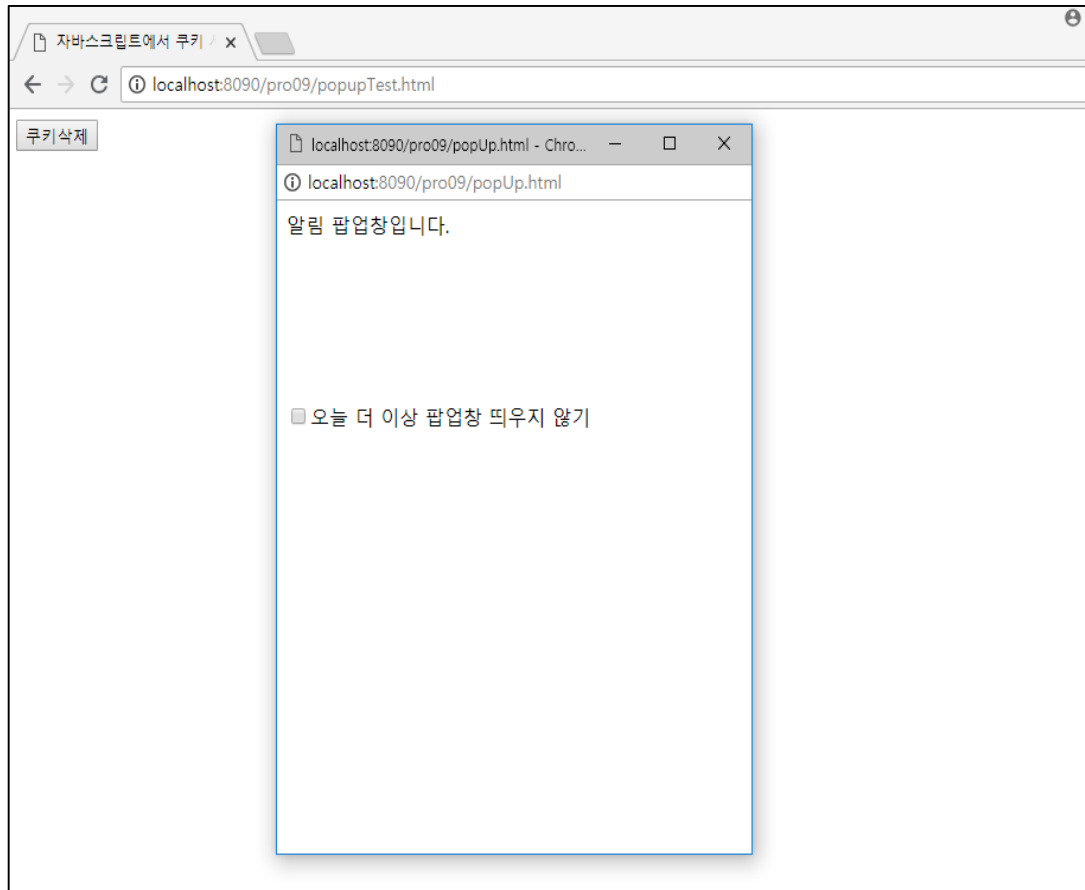 자바스크립트에서 쿠키
localhost:8090/pro09/popupTest.html
쿠키삭제
localhost:8090/pro09/popUp.html - Chro...
localhost:8090/pro09/popUp.html
알림 팝업창입니다.
오늘 더 이상 팝업창 띄우지 않기